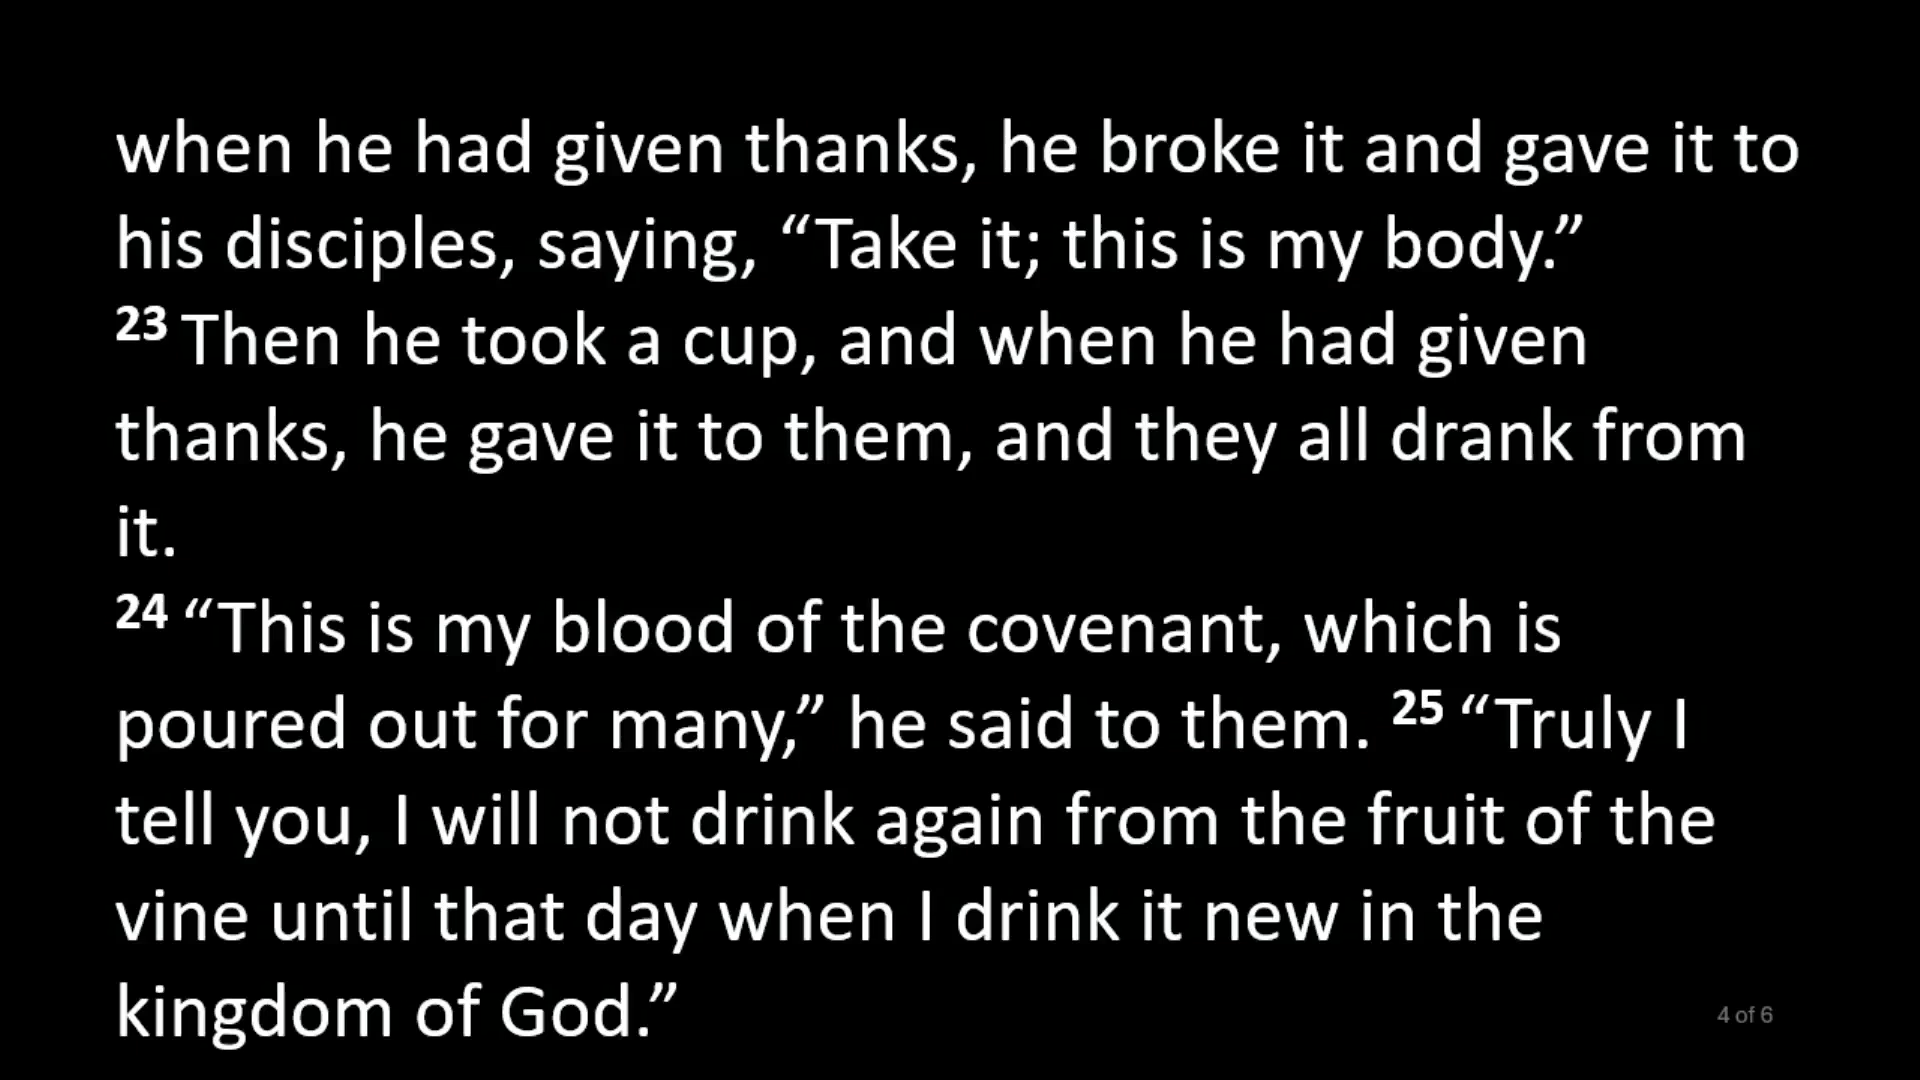 when he had given thanks, he broke it and gave it to
his disciples, saying, “Take it; this is my body.”
23 Then he took a cup, and when he had given
thanks, he gave it to them, and they all drank from
it.
24 “This is my blood of the covenant, which is
poured out for many,” he said to them. 25 “Truly I
tell you, I will not drink again from the fruit of the
vine until that day when I drink it new in the
kingdom of God.”
4 of 6